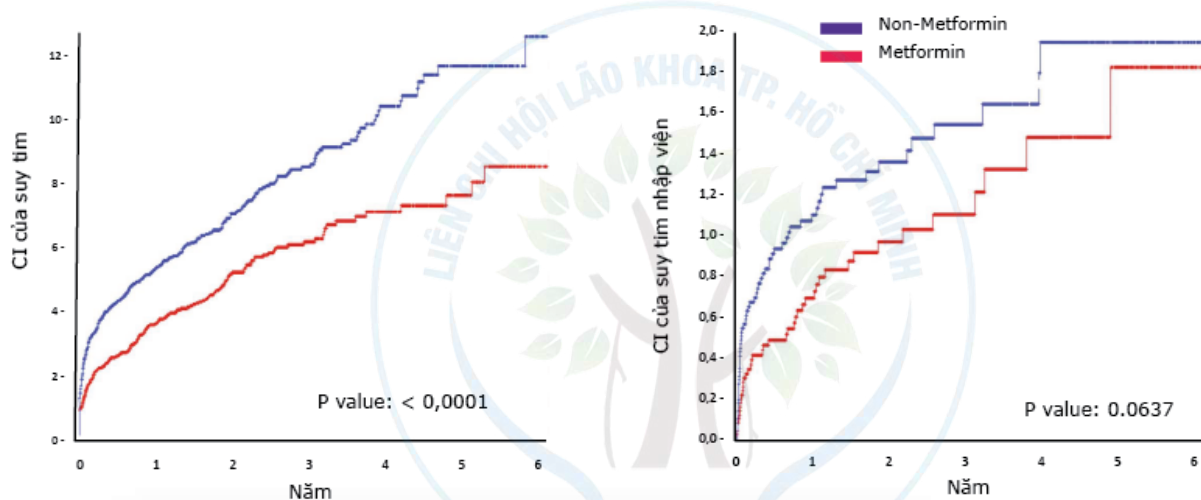 CI của suy tim
12-
10-
8-
6-
4-
2-
0-
0 1 2 3 4 5 6
Năm
P value: < 0,0001
Non-Metformin
Metformin
CI của suy tim nhập viện
2,0-
1,8-
1,6-
1,4-
1,2-
1,0-
0,8-
0,6-
0,4-
0,2-
0,0-
0 1 2 3 4 5 6
Năm
P value: 0.0637
LIÊN CHI HỘI LÃO KHOA TP. HỒ CHÍ MINH